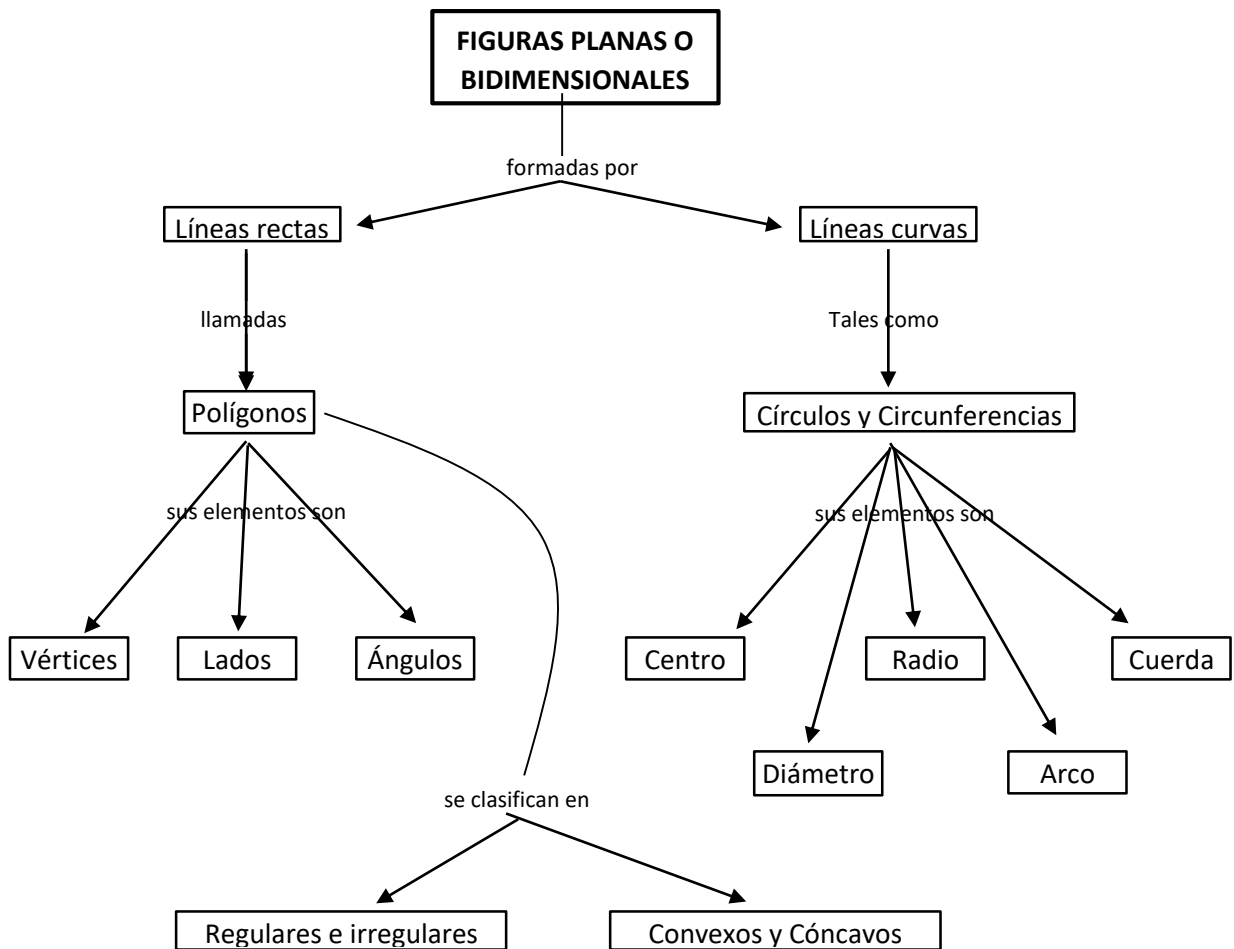 FIGURAS PLANAS O
BIDIMENSIONALES
formadas por
Líneas rectas
Líneas curvas
llamadas
Tales como
Polígonos
Círculos y Circunferencias
sus elementos son
sus elementos son
Vértices
Lados
Ángulos
Centro
Radio
Cuerda
Diámetro
Arco
se clasifican en
Regulares e irregulares
Convexos y Cóncavos